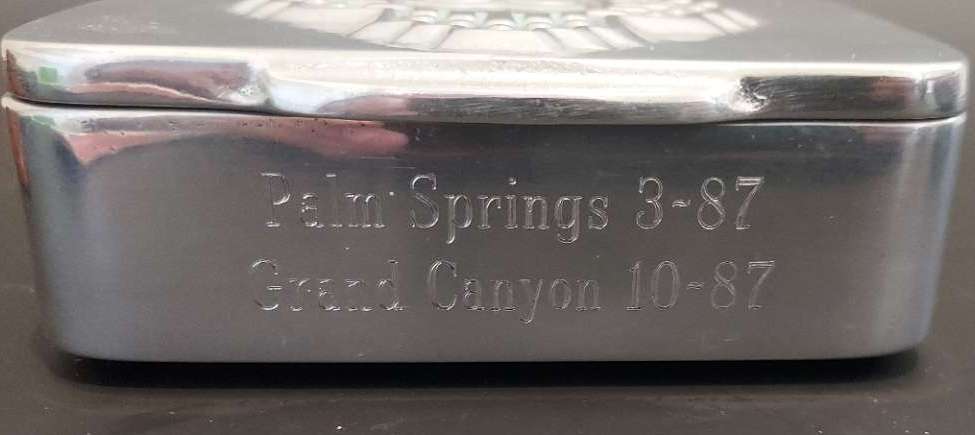 Palm Springs 3-87
Grand Canyon 10-87